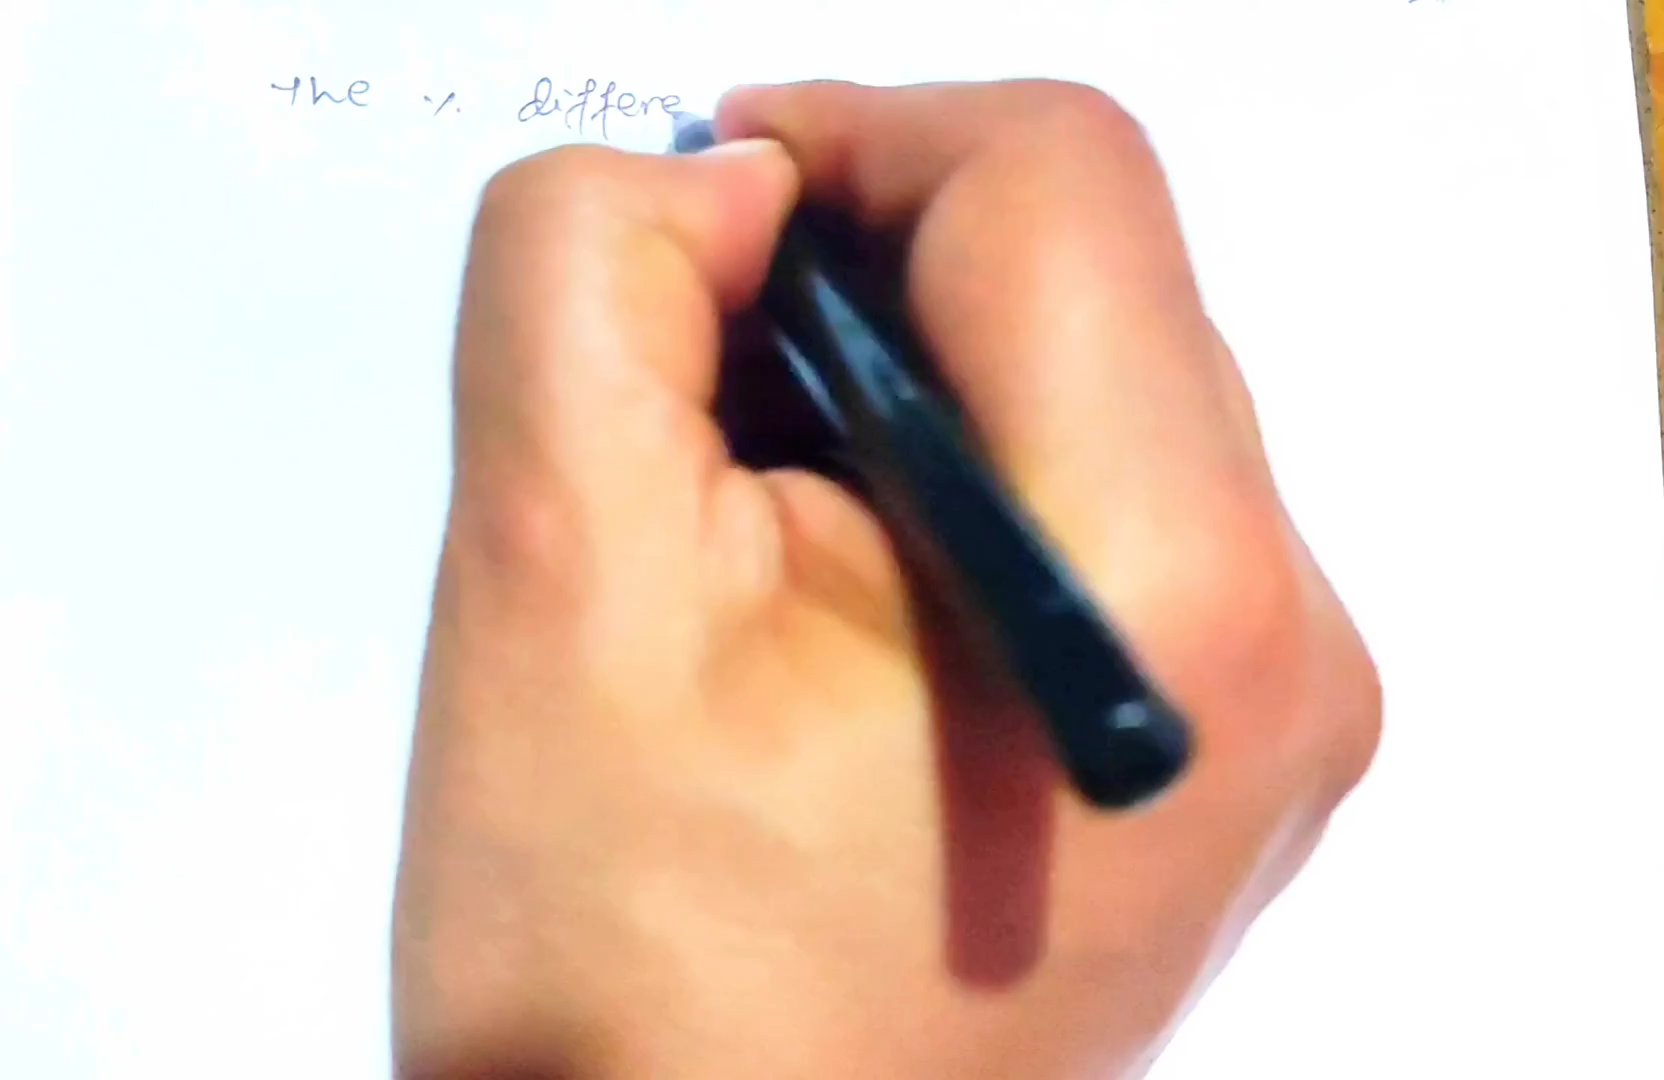 the % differe